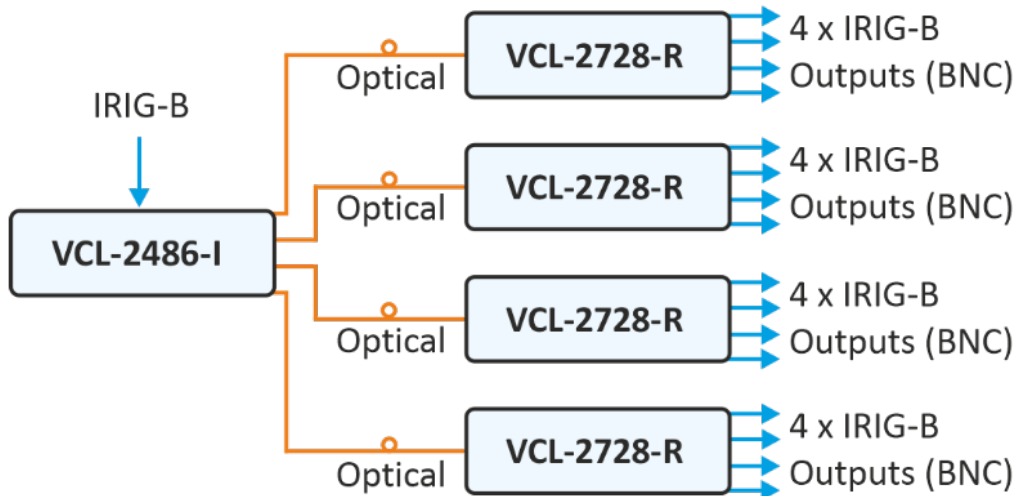 IRIG-B
VCL-2486-I
Optical
VCL-2728-R
4 x IRIG-B
Outputs (BNC)
Optical
VCL-2728-R
4 x IRIG-B
Outputs (BNC)
Optical
VCL-2728-R
4 x IRIG-B
Outputs (BNC)
Optical
VCL-2728-R
4 x IRIG-B
Outputs (BNC)